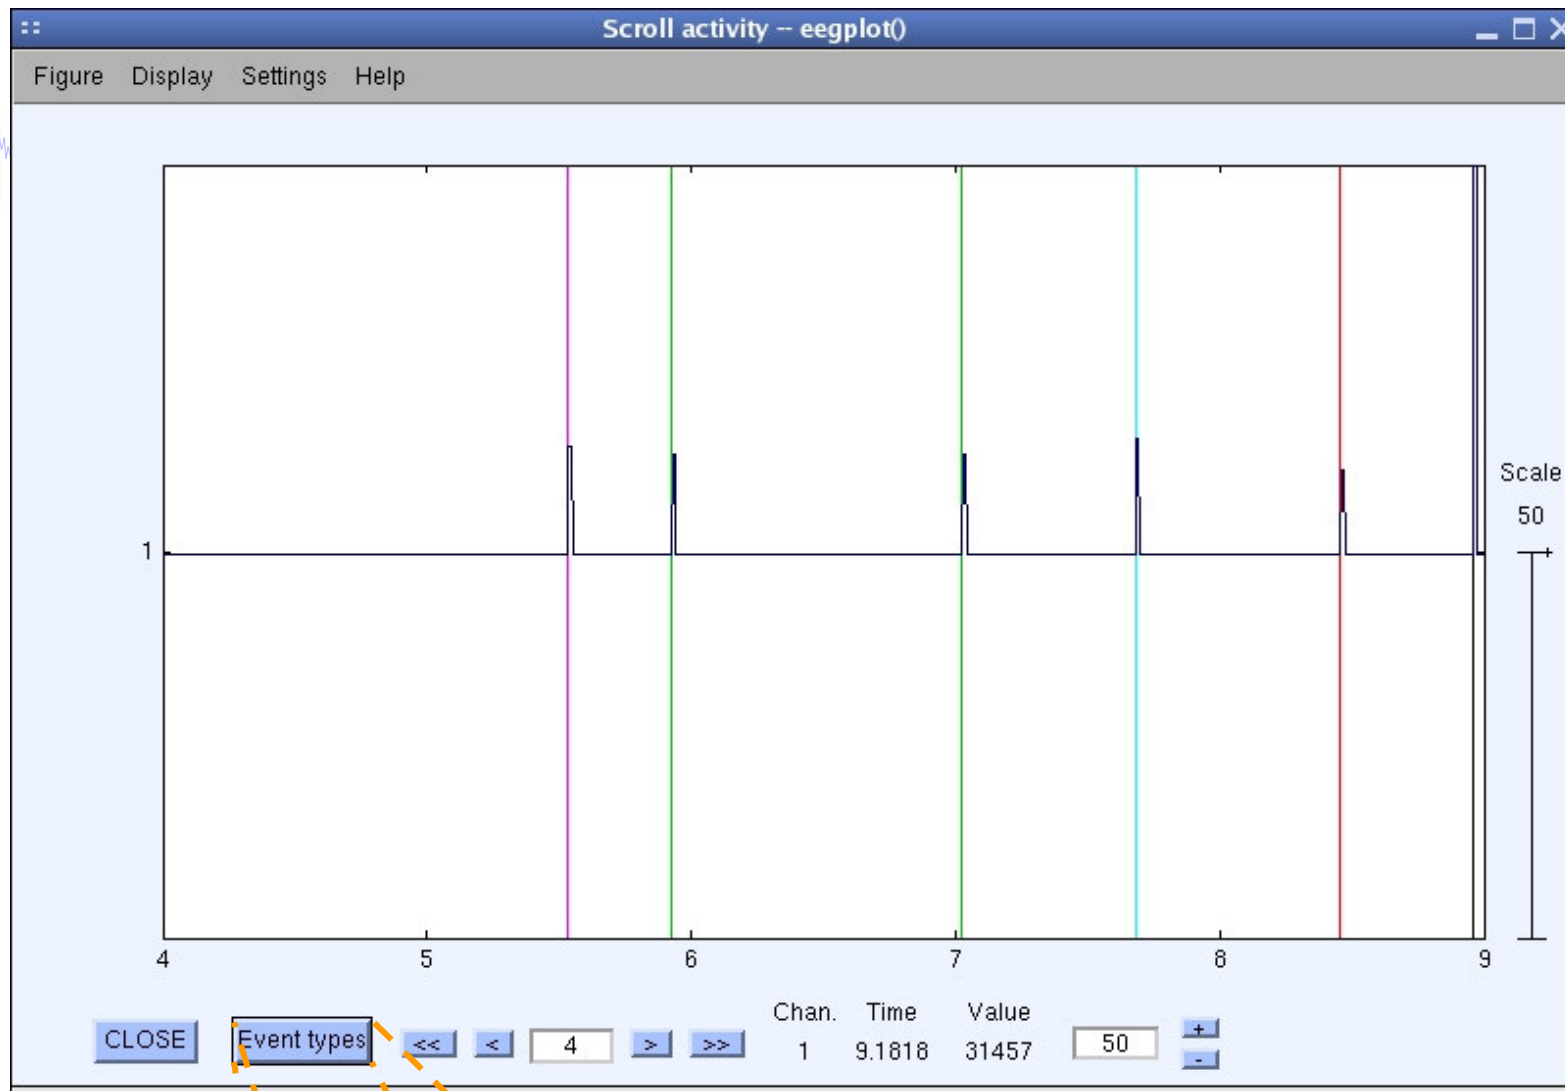 Scroll activity -- eegplot()
Figure Display Settings Help
Scale
50
+
1
4 5 6 7 8 9
Chan. Time Value
CLOSE Event types << < 4 > >> 1 9.1818 31457 50 +
-